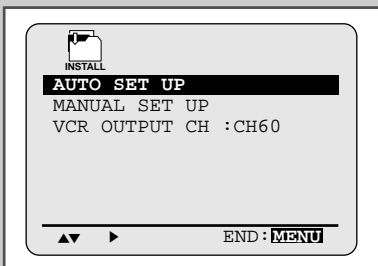 INSTALL
AUTO SET UP
MANUAL SET UP
VCR OUTPUT CH :CH60
▲▼ ▶ END:MENU